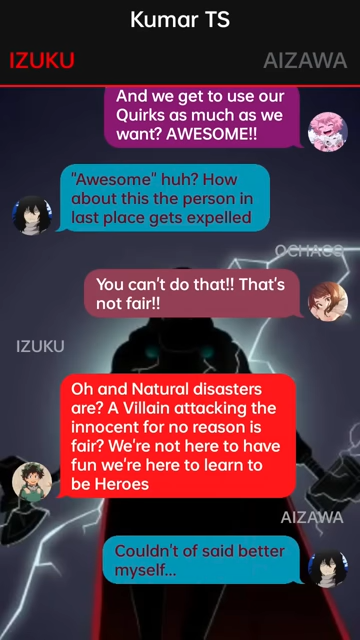 Kumar TS
IZUKU
AIZAWA
And we get to use our
Quirks as much as we
want? AWESOME!!
"Awesome" huh? How
about this the person in
last place gets expelled
OCHACO
You can't do that!! That's
not fair!!
IZUKU
Oh and Natural disasters
are? A Villain attacking the
innocent for no reason is
fair? We're not here to have
fun we're here to learn to
be Heroes
AIZAWA
Couldn't of said better
myself...